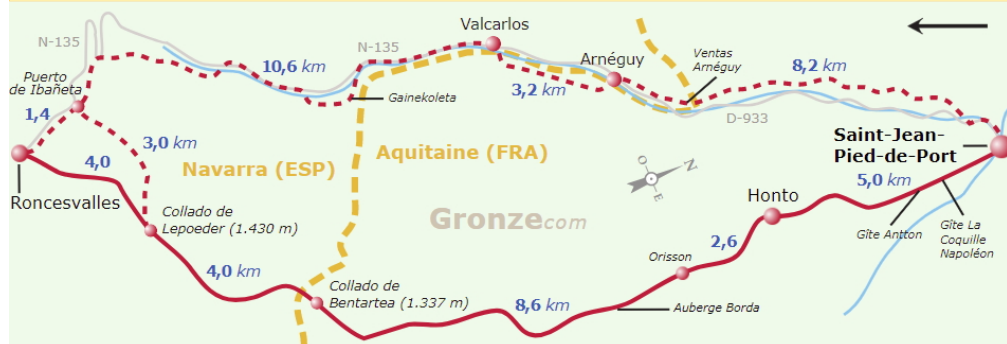 Valcarlos
N-135
N-135
Ventas
Arnéguy
Arnéguy
8,2 km
10,6 km
Puerto
de Ibañeta
3,2 km
Gainekoleta
1,4
D-933
3,0 km
Saint-Jean-
Pied-de-Port
4,0
Navarra (ESP)
Aquitaine (FRA)
O
N
S
E
5,0 km
Roncesvalles
Honto
Collado de
Lepoeder (1.430 m)
Gronze.com
Gîte Antton
Gîte La
Coquille
Napoléon
2,6
Orisson
4,0 km
Collado de
Bentartea (1.337 m)
8,6 km
Auberge Borda